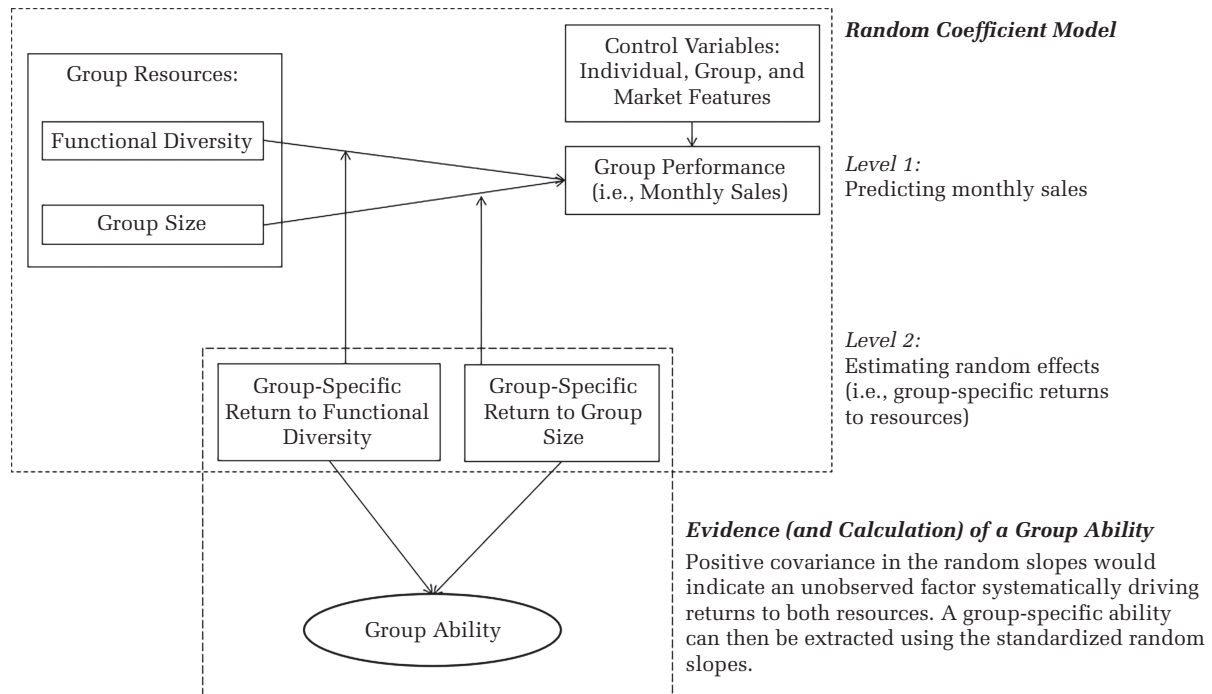 Random Coefficient Model
Control Variables:
Individual, Group, and
Market Features
Group Resources:
Functional Diversity
Group Size
Group Performance
(i.e., Monthly Sales)
Level 1:
Predicting monthly sales
Level 2:
Estimating random effects
(i.e., group-specific returns
to resources)
Group-Specific
Return to Functional
Diversity
Group-Specific
Return to Group
Size
Evidence (and Calculation) of a Group Ability
Positive covariance in the random slopes would
indicate an unobserved factor systematically driving
returns to both resources. A group-specific ability
can then be extracted using the standardized random
slopes.
Group Ability